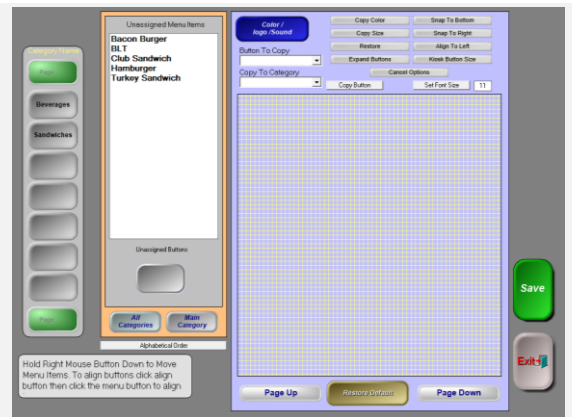 Category Name
Page
Beverages
Sandwiches
Page
Unassigned Menu Items
Bacon Burger
BLT
Club Sandwich
Hamburger
Turkey Sandwich
Unassigned Buttons
All Categories
Main Category
Alphabetical Order
Hold Right Mouse Button Down to Move
Menu Items. To align buttons click align
button then click the menu button to align
Color /
logo /Sound
Button To Copy
Copy To Category
Copy Color
Copy Size
Restore
Expand Buttons
Snap To Bottom
Snap To Right
Align To Left
Kiosk Button Size
Cancel Options
Copy Button
Set Font Size
11
Page Up
Restore Defaults
Page Down
Save
Exit